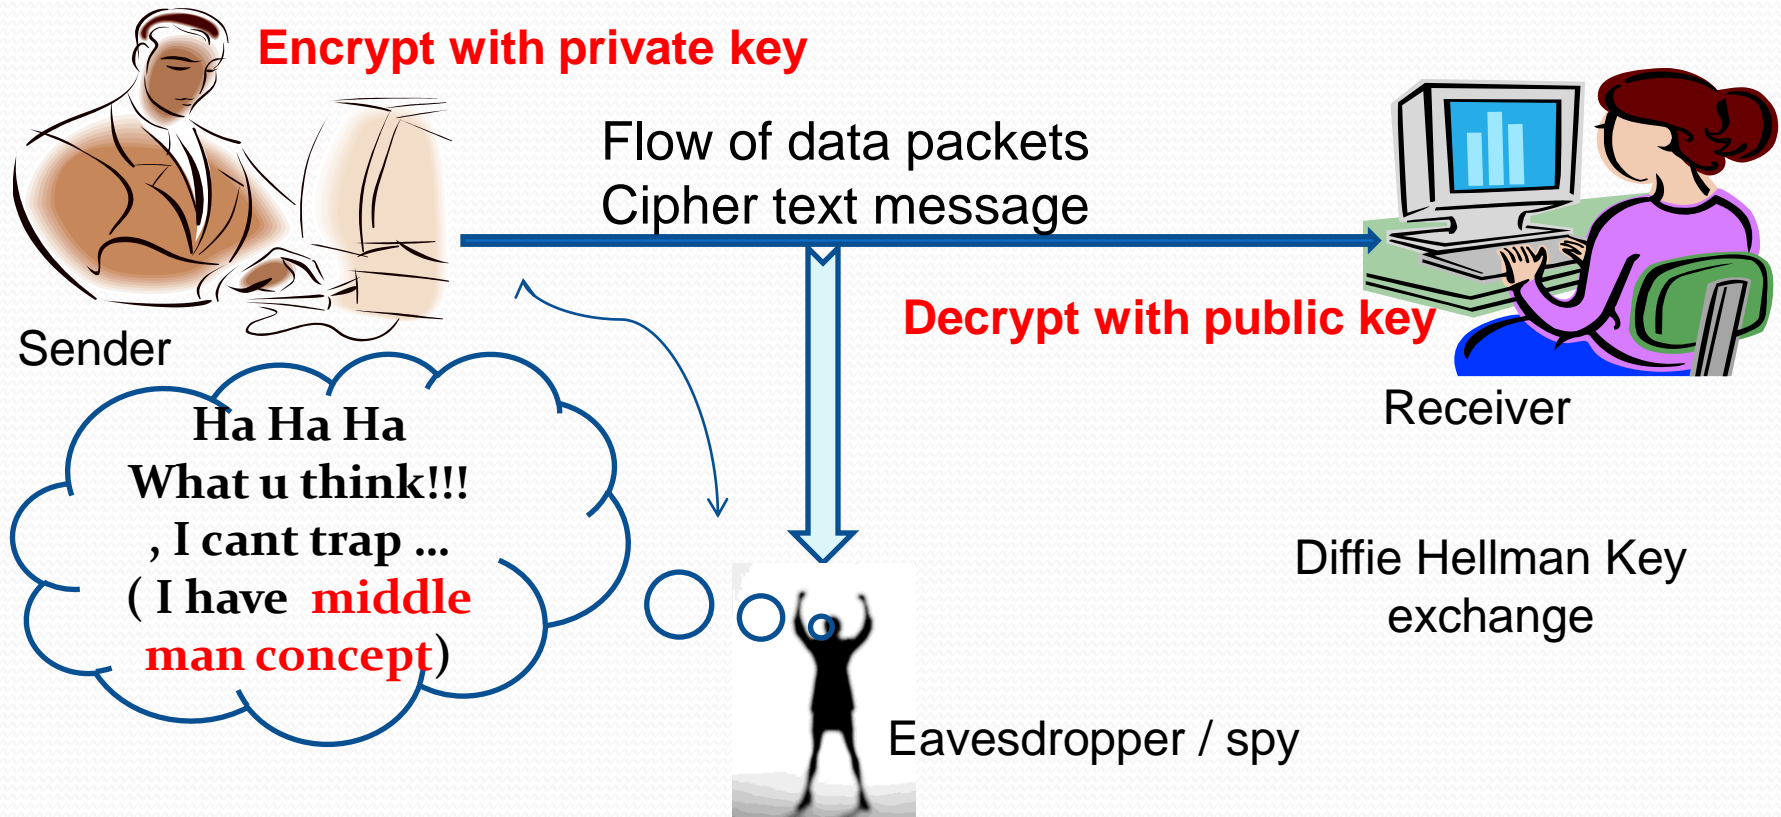 Encrypt with private key
Flow of data packets
Cipher text message
Decrypt with public key
Sender
Receiver
Ha Ha Ha
What u think!!!
, I cant trap ...
( I have middle
man concept)
Diffie Hellman Key
exchange
Eavesdropper / spy